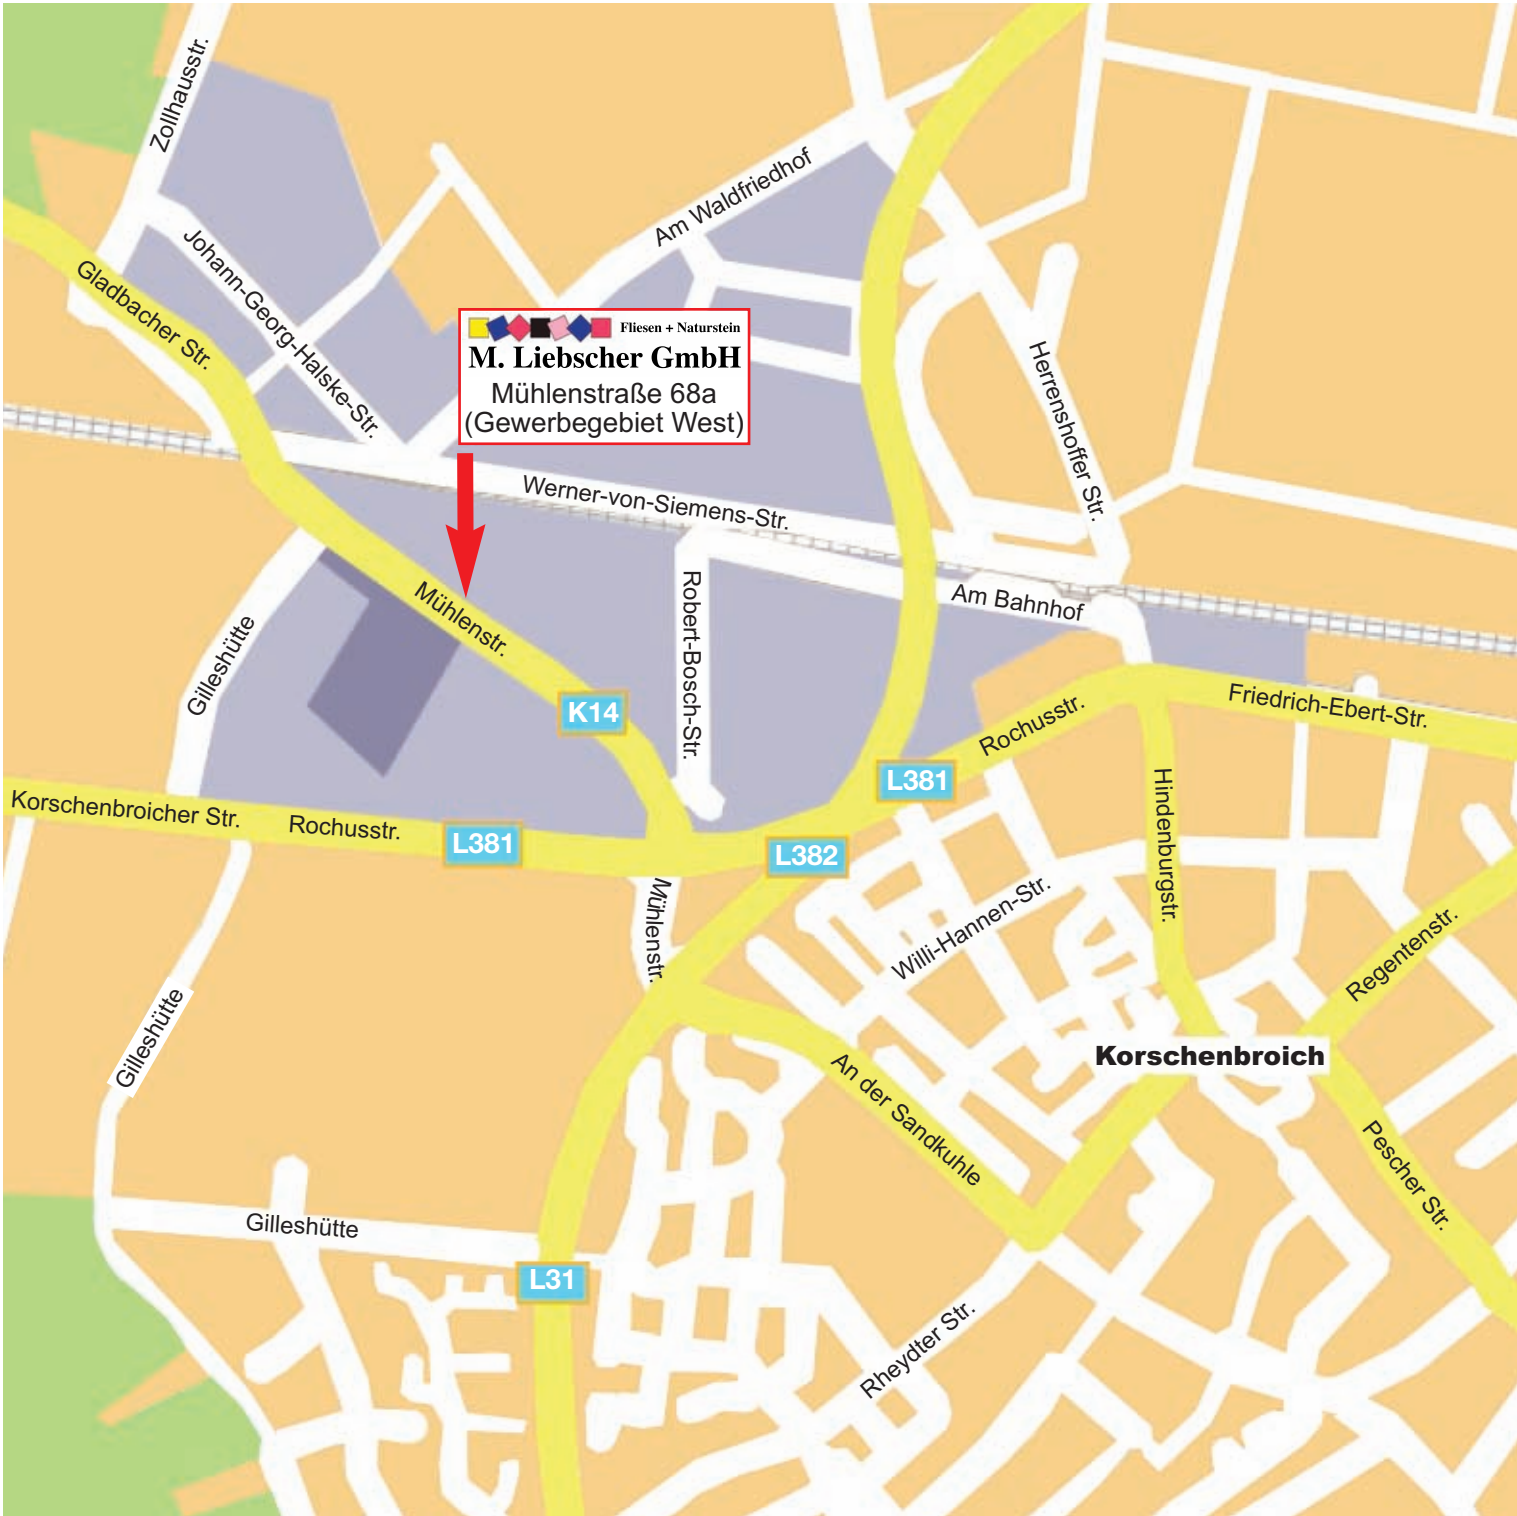 Zollhausstr.
Am Waldfriedhof
Johann-Georg-Halske-Str.
Gladbacher Str.
Fliesen + Naturstein
M. Liebscher GmbH
Mühlenstraße 68a
(Gewerbegebiet West)
Herrenshoffer Str.
Werner-von-Siemens-Str.
Am Bahnhof
Mühlenstr.
Robert-Bosch-Str.
Gilleshütte
K14
Rochusstr.
Friedrich-Ebert-Str.
L381
Korschenbroicher Str.
Rochusstr.
L381
L382
Hindenburgstr.
Mühlenstr.
Willi-Hannen-Str.
Regentenstr.
Gilleshütte
Korschenbroich
An der Sandkuhle
Pescher Str.
Gilleshütte
L31
Rheydter Str.